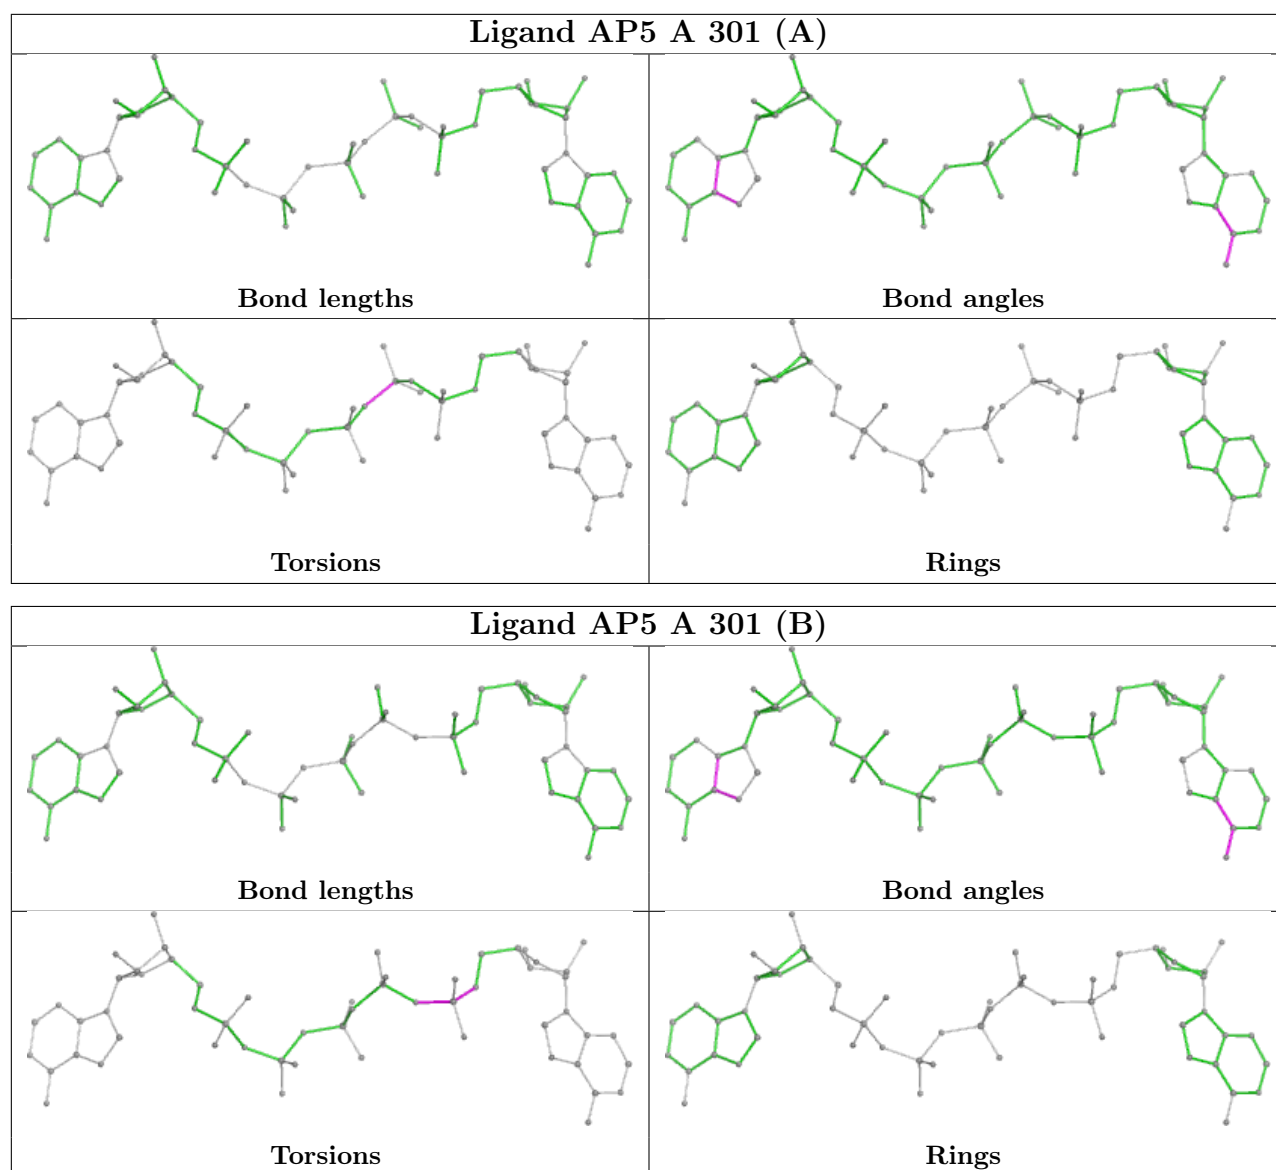 Ligand AP5 A 301 (A)
Bond lengths
Bond angles
Torsions
Rings
Ligand AP5 A 301 (B)
Bond lengths
Bond angles
Torsions
Rings